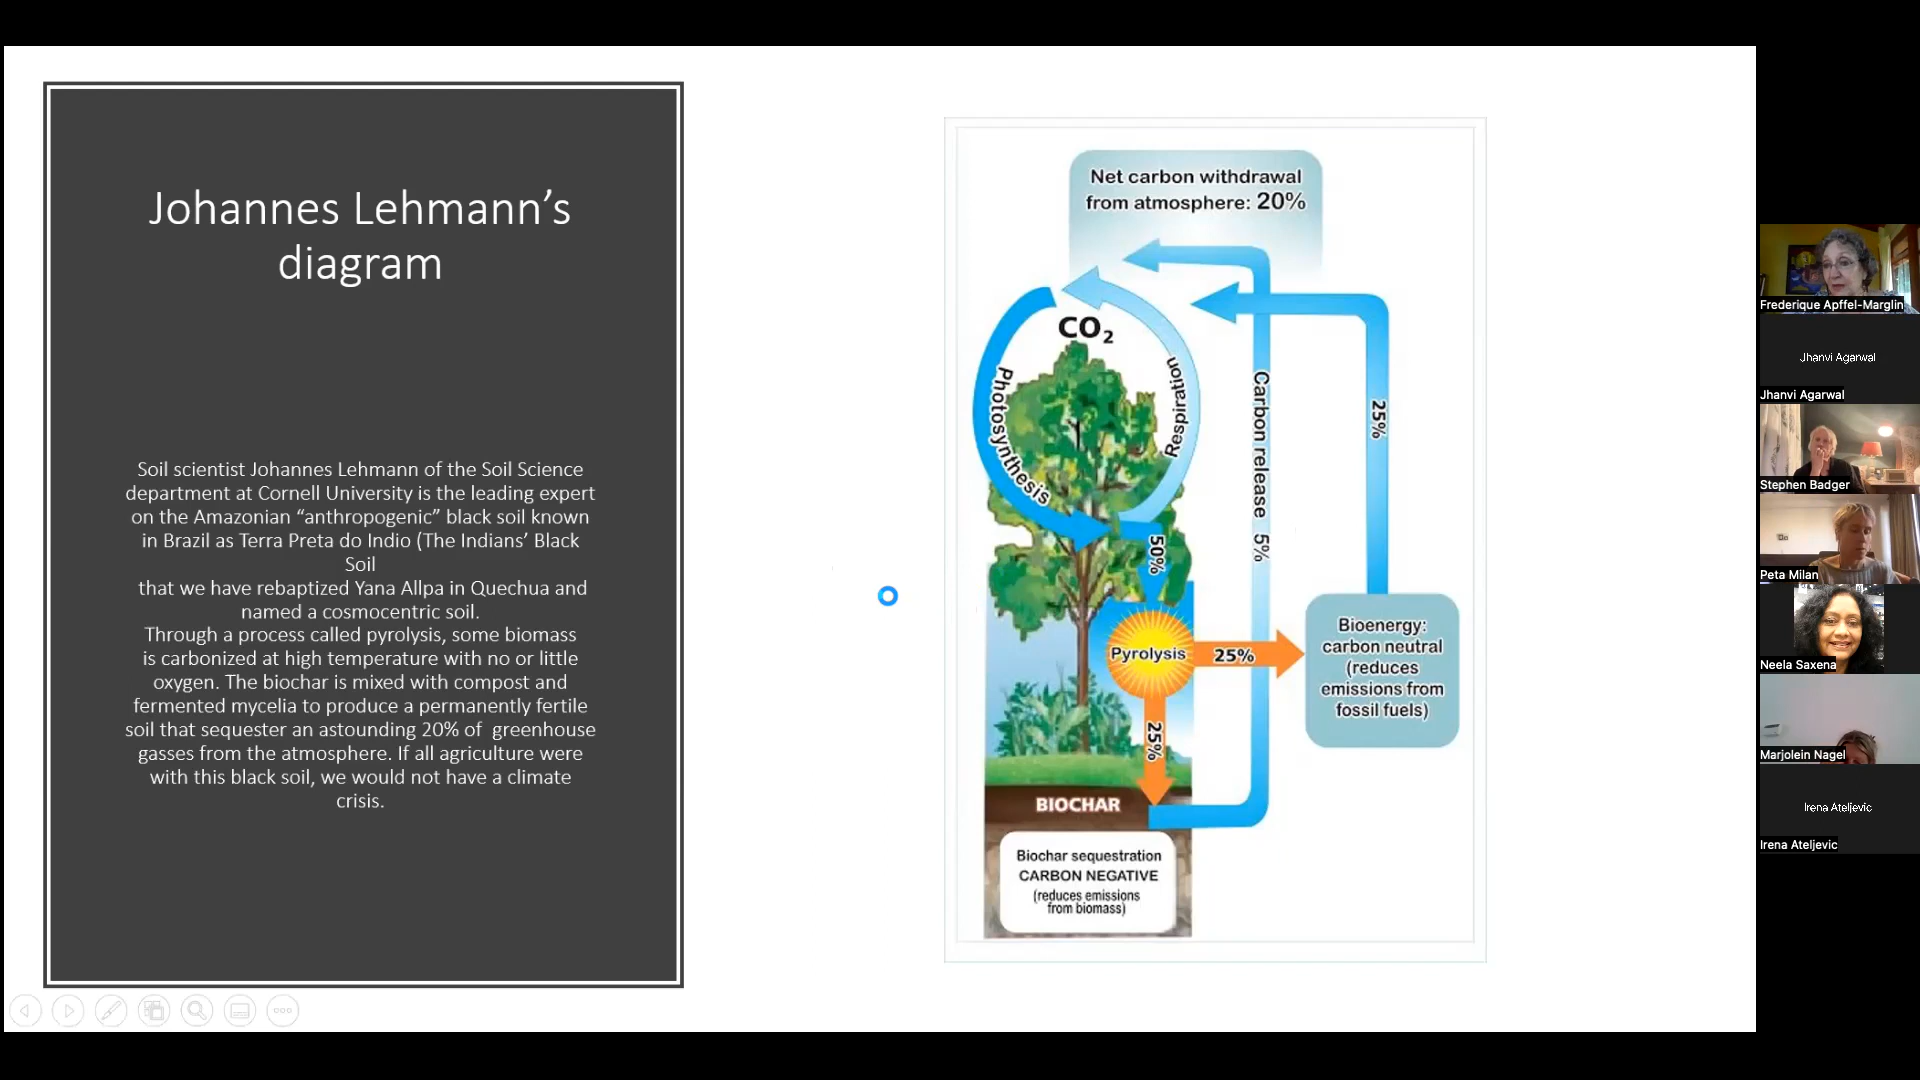 Johannes Lehmann’s
diagram
Soil scientist Johannes Lehmann of the Soil Science
department at Cornell University is the leading expert
on the Amazonian “anthropogenic” black soil known
in Brazil as Terra Preta do Indio (The Indians’ Black
Soil
that we have rebaptized Yana Allpa in Quechua and
named a cosmocentric soil.
Through a process called pyrolysis, some biomass
is carbonized at high temperature with no or little
oxygen. The biochar is mixed with compost and
fermented mycelia to produce a permanently fertile
soil that sequester an astounding 20% of  greenhouse
gasses from the atmosphere. If all agriculture were
with this black soil, we would not have a climate
crisis.
Net carbon withdrawal
from atmosphere: 20%
CO2
Photosynthesis
Respiration
Carbon release 5%
25%
50%
Pyrolysis
25%
Bioenergy:
carbon neutral
(reduces
emissions from
fossil fuels)
25%
BIOCHAR
Biochar sequestration
CARBON NEGATIVE
(reduces emissions
from biomass)
Frederique Apffel-Marglin
Jhanvi Agarwal
Jhanvi Agarwal
Stephen Badger
Peta Milan
Neela Saxena
Marjolein Nagel
Irena Ateljevic
Irena Ateljevic